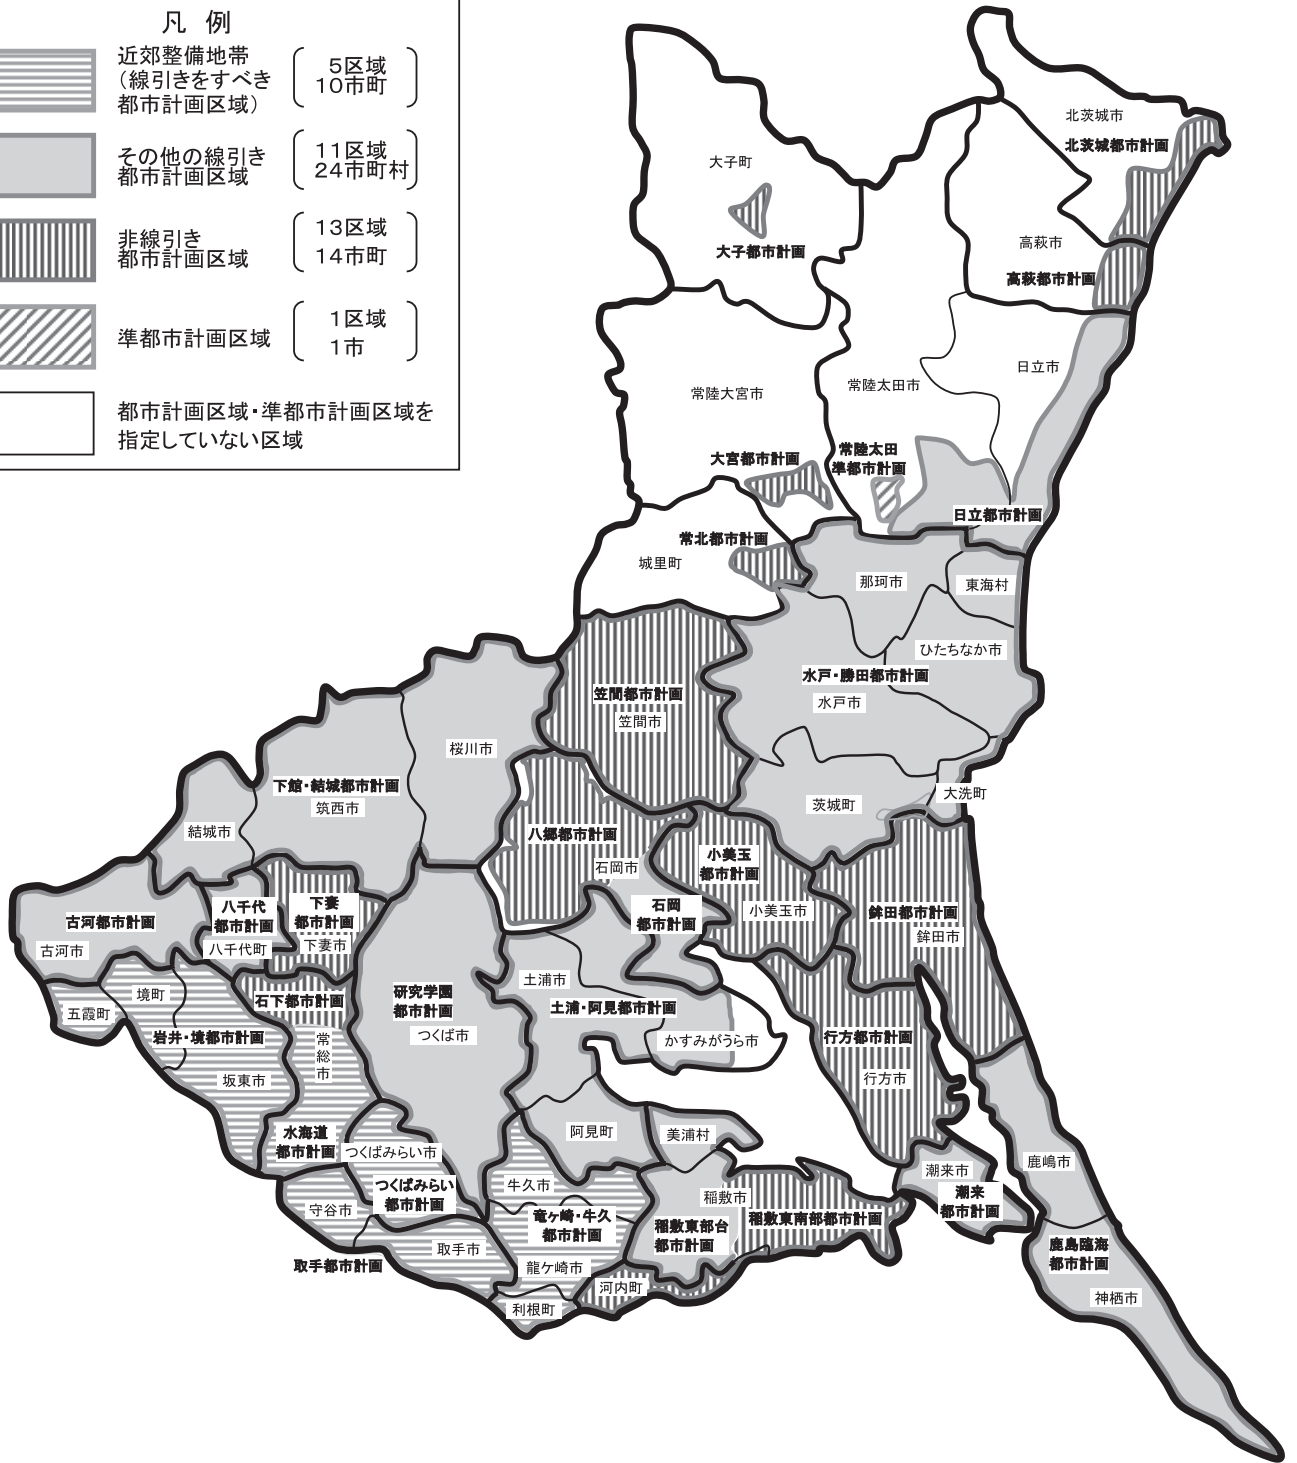 凡 例
近郊整備地帯
（線引きをすべき
都市計画区域）
5区域
10市町
その他の線引き
都市計画区域
11区域
24市町村
非線引き
都市計画区域
13区域
14市町
準都市計画区域
1区域
1市
都市計画区域・準都市計画区域を
指定していない区域
北茨城市
北茨城都市計画
大子町
大子都市計画
高萩市
高萩都市計画
日立市
常陸大宮市
常陸太田市
大宮都市計画
常陸太田
準都市計画
日立都市計画
常北都市計画
城里町
那珂市
東海村
ひたちなか市
水戸・勝田都市計画
水戸市
笠間都市計画
笠間市
桜川市
下館・結城都市計画
筑西市
結城市
茨城町
大洗町
八郷都市計画
石岡市
小美玉
都市計画
小美玉市
石岡
都市計画
鉾田都市計画
鉾田市
古河都市計画
古河市
八千代
都市計画
八千代町
下妻
都市計画
下妻市
五霞町
境町
岩井・境都市計画
坂東市
石下都市計画
常総市
研究学園
都市計画
つくば市
土浦市
土浦・阿見都市計画
かすみがうら市
行方都市計画
行方市
水海道
都市計画
つくばみらい市
つくばみらい
都市計画
阿見町
美浦村
守谷市
取手市
取手都市計画
牛久市
竜ヶ崎・牛久
都市計画
龍ケ崎市
利根町
河内町
稲敷市
稲敷東部台
都市計画
稲敷東南部都市計画
潮来市
潮来
都市計画
鹿嶋市
鹿島臨海
都市計画
神栖市